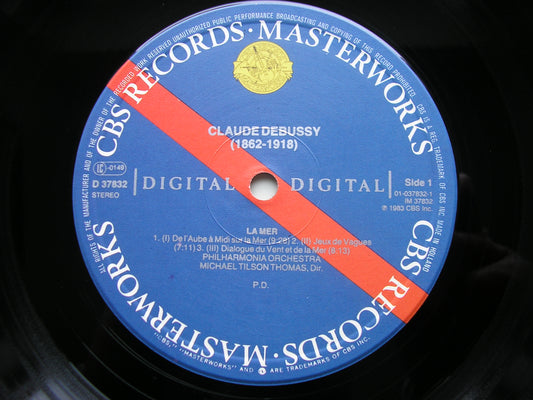 ALL RIGHTS OF THE MANUFACTURER AND OF THE OWNER OF THE RECORDED WORK RESERVED UNAUTHORIZED PUBLIC PERFORMANCE BROADCASTING AND COPYING OF THIS RECORD PROHIBITED.
CBS IS A REG. TRADEMARK OF CBS INC. MADE IN HOLLAND
CBS RECORDS·MASTERWORKS
CLAUDE DEBUSSY
(1862-1918)
IC-0149
D 37832
STEREO
DIGITAL DIGITAL
Side 1
01-037832-1
IM 37832
℗ 1983 CBS Inc.
LA MER
1. (I) De l'Aube à Midi sur la Mer (9:28) 2. (II) Jeux de Vagues
(7:11) 3. (III) Dialogue du Vent et de la Mer (8.13)
PHILHARMONIA ORCHESTRA
MICHAEL TILSON THOMAS, Dir.
P.D.
CBS RECORDS·MASTERWORKS
"CBS," "MASTERWORKS" AND ARE TRADEMARKS OF CBS INC.